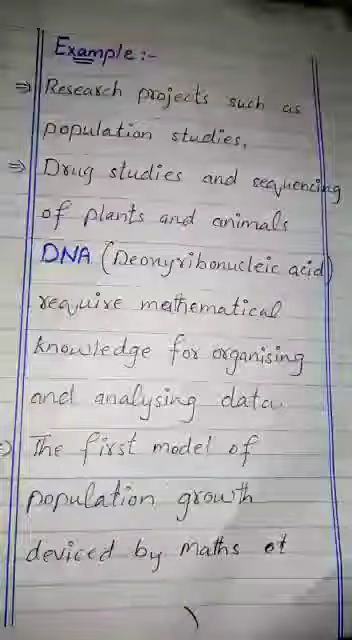 Example:-
⇒ Research projects such as
population studies.
⇒ Drug studies and sequencing
of plants and animals
DNA (Deoxyribonucleic acid)
require mathematical
knowledge for organising
and analysing data
⇒ The first model of
population growth
deviced by maths at